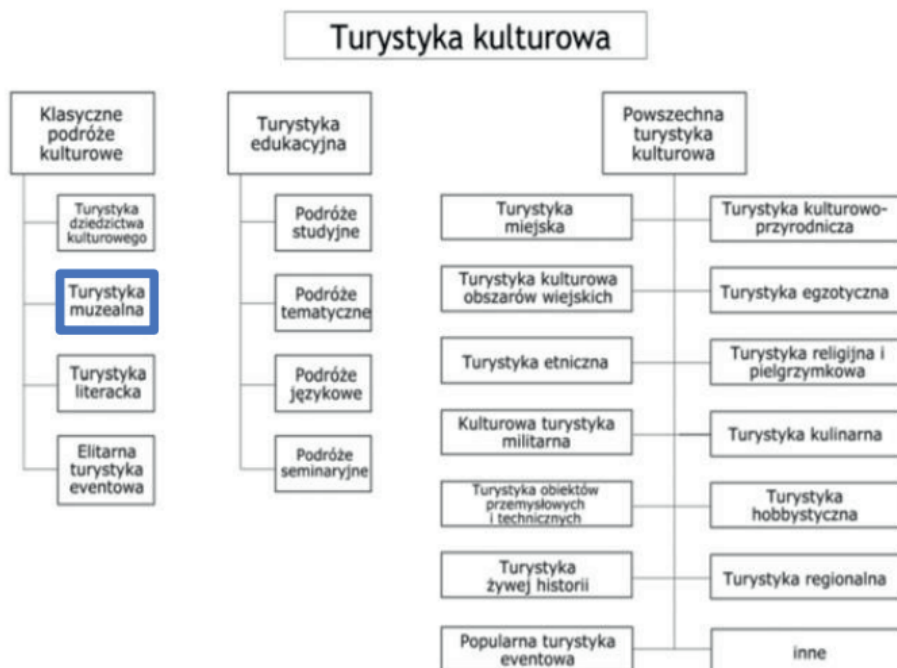 Turystyka kulturowa
Klasyczne
podróże
kulturowe
Turystyka
dziedzictwa
kulturowego
Turystyka
muzealna
Turystyka
literacka
Elitarna
turystyka
eventowa
Turystyka
edukacyjna
Podróże
studyjne
Podróże
tematyczne
Podróże
językowe
Podróże
seminaryjne
Powszechna
turystyka
kulturowa
Turystyka
miejska
Turystyka kulturowa
obszarów wiejskich
Turystyka etniczna
Kulturowa turystyka
militarna
Turystyka obiektów
przemysłowych
i technicznych
Turystyka
żywej historii
Popularna turystyka
eventowa
Turystyka kulturowo-
przyrodnicza
Turystyka egzotyczna
Turystyka religijna i
pielgrzymkowa
Turystyka kulinarna
Turystyka
hobbystyczna
Turystyka regionalna
inne